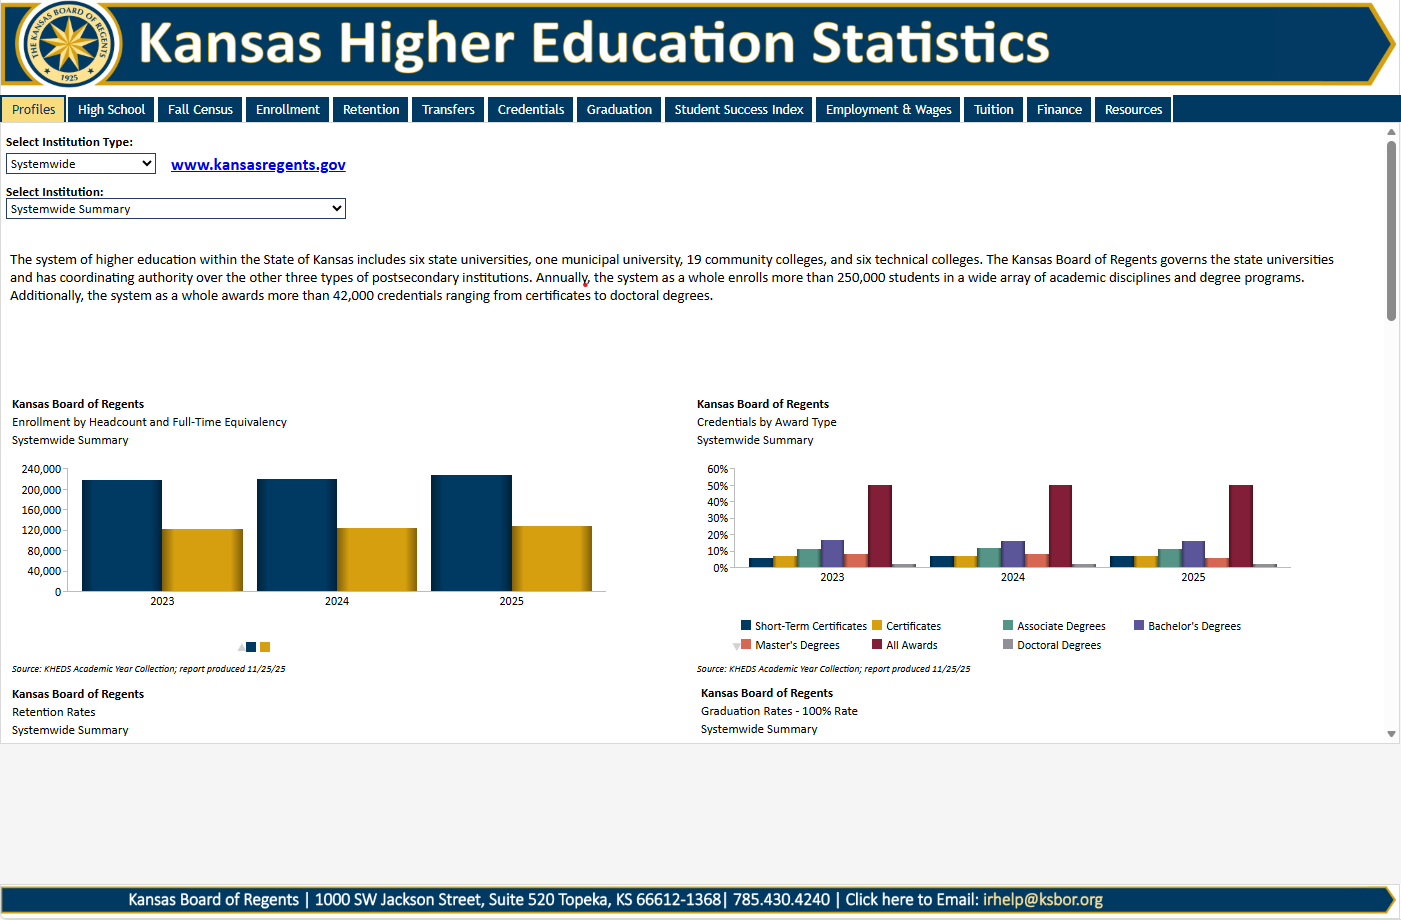 THE KANSAS BOARD OF REGENTS
1925
Kansas Higher Education Statistics
Profiles
High School
Fall Census
Enrollment
Retention
Transfers
Credentials
Graduation
Student Success Index
Employment & Wages
Tuition
Finance
Resources
Select Institution Type:
Systemwide
www.kansasregents.gov
Select Institution:
Systemwide Summary
The system of higher education within the State of Kansas includes six state universities, one municipal university, 19 community colleges, and six technical colleges. The Kansas Board of Regents governs the state universities
and has coordinating authority over the other three types of postsecondary institutions. Annually, the system as a whole enrolls more than 250,000 students in a wide array of academic disciplines and degree programs.
Additionally, the system as a whole awards more than 42,000 credentials ranging from certificates to doctoral degrees.
Kansas Board of Regents
Enrollment by Headcount and Full-Time Equivalency
Systemwide Summary
240,000
200,000
160,000
120,000
80,000
40,000
0
2023
2024
2025
Source: KHEDS Academic Year Collection; report produced 11/25/25
Kansas Board of Regents
Credentials by Award Type
Systemwide Summary
60%
50%
40%
30%
20%
10%
0%
2023
2024
2025
Short-Term Certificates
Certificates
Associate Degrees
Bachelor's Degrees
Master's Degrees
All Awards
Doctoral Degrees
Source: KHEDS Academic Year Collection; report produced 11/25/25
Kansas Board of Regents
Retention Rates
Systemwide Summary
Kansas Board of Regents
Graduation Rates - 100% Rate
Systemwide Summary
Kansas Board of Regents | 1000 SW Jackson Street, Suite 520 Topeka, KS 66612-1368| 785.430.4240 | Click here to Email: irhelp@ksbor.org